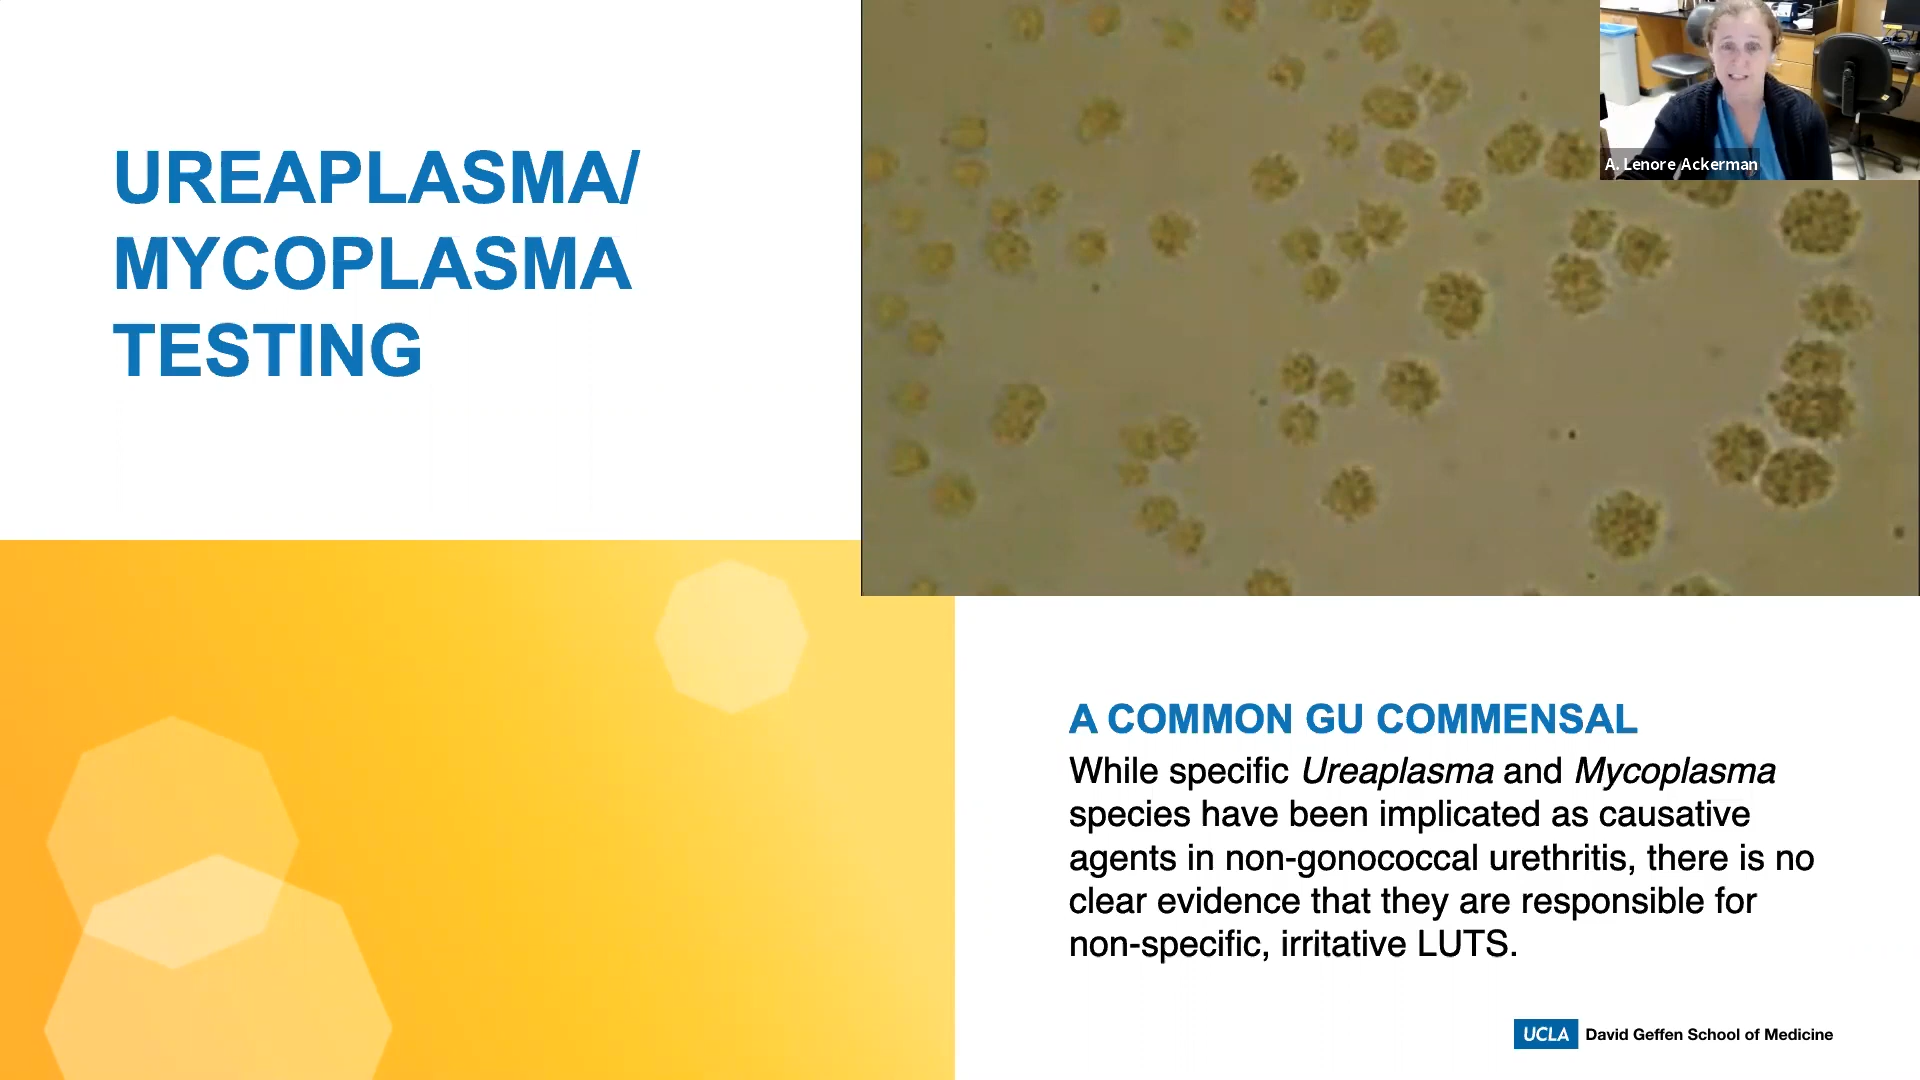 UREAPLASMA/
MYCOPLASMA
TESTING
A. Lenore Ackerman
A COMMON GU COMMENSAL
While specific Ureaplasma and Mycoplasma
species have been implicated as causative
agents in non-gonococcal urethritis, there is no
clear evidence that they are responsible for
non-specific, irritative LUTS.
UCLA David Geffen School of Medicine